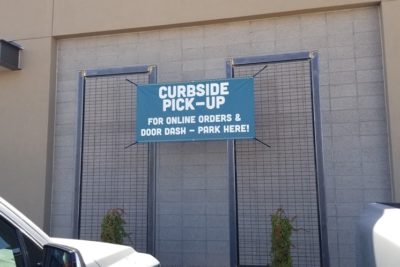 CURBSIDE
PICK-UP
FOR ONLINE ORDERS &
DOOR DASH - PARK HERE!